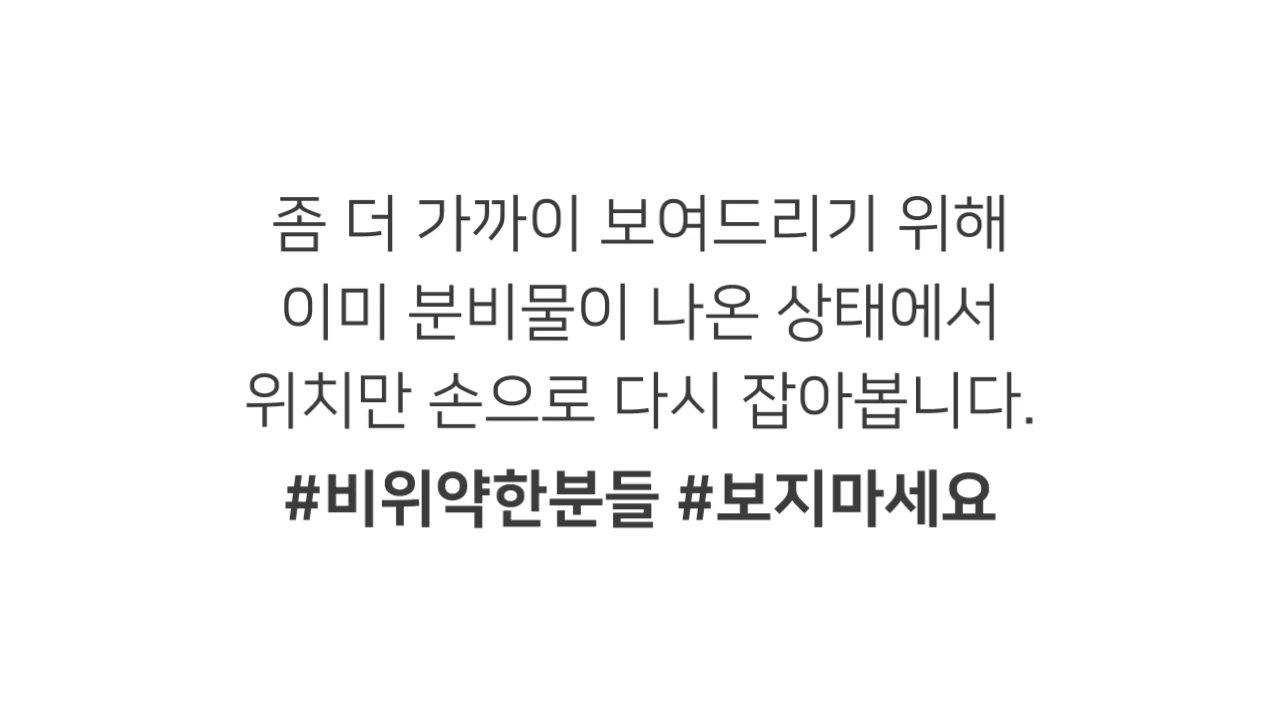 좀 더 가까이 보여드리기 위해
이미 분비물이 나온 상태에서
위치만 손으로 다시 잡아봅니다.
#비위약한분들 #보지마세요